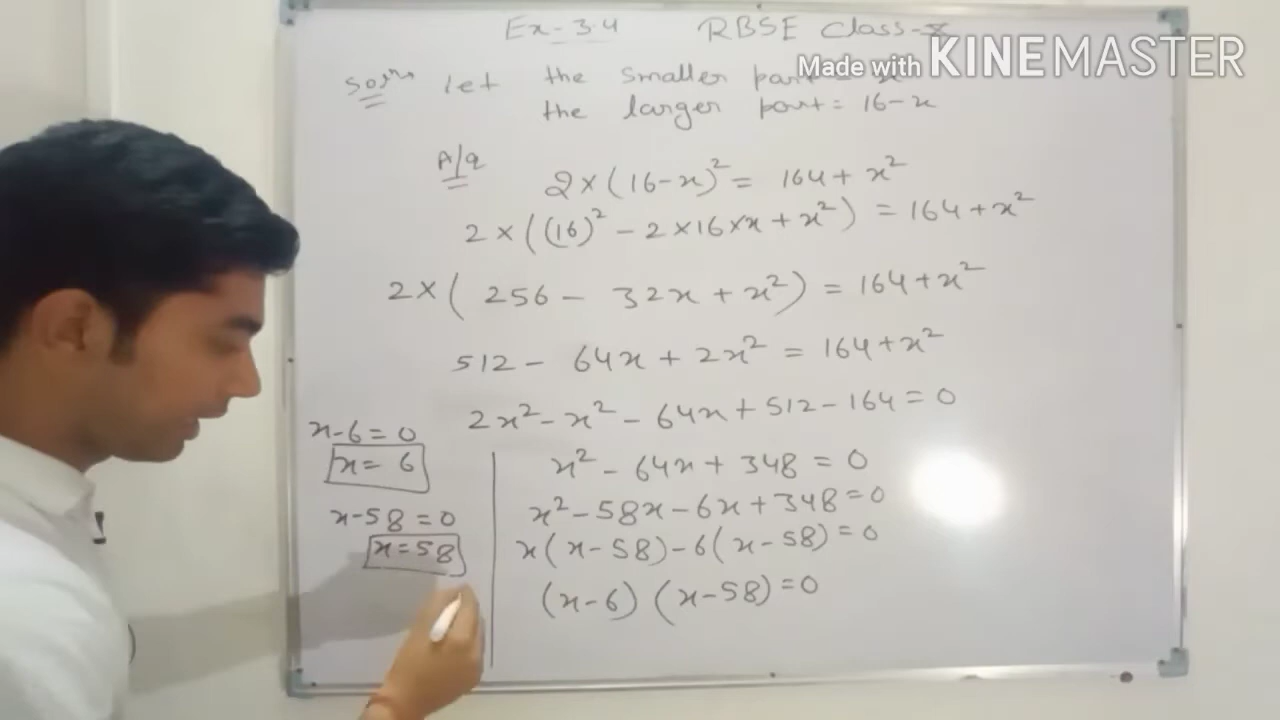 Ex-3.4 RBSE Class-X
Made with KINEMASTER
Soln let the smaller part = x
the larger part = 16-x
A/q 2×(16-x)² = 164+x²
2×((16)²-2×16×x+x²) = 164+x²
2×(256-32x+x²) = 164+x²
512-64x+2x² = 164+x²
2x²-x²-64x+512-164=0
x²-64x+348=0
x²-58x-6x+348=0
x(x-58)-6(x-58)=0
(x-6)(x-58)=0
x-6=0
x=6
x-58=0
x=58